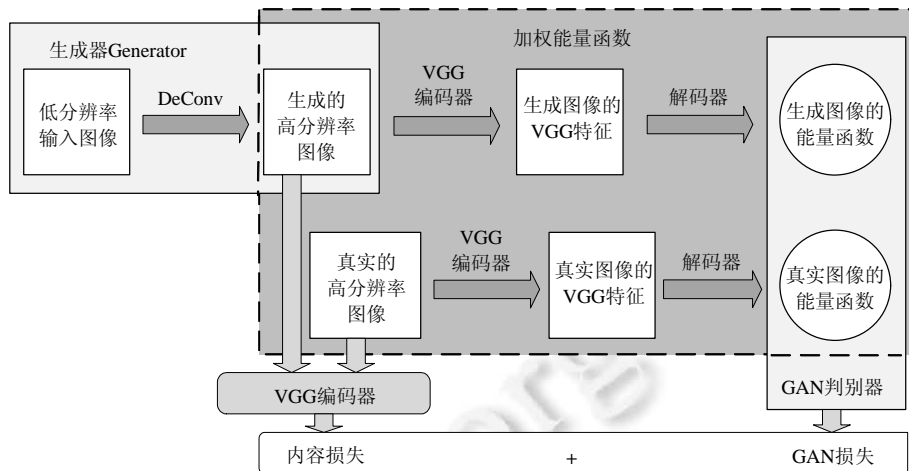 生成器Generator
加权能量函数
低分辨率
输入图像
DeConv
生成的
高分辨率
图像
VGG
编码器
生成图像的
VGG特征
解码器
生成图像的
能量函数
真实的
高分辨率
图像
VGG
编码器
真实图像的
VGG特征
解码器
真实图像的
能量函数
VGG编码器
GAN判别器
内容损失 + GAN损失